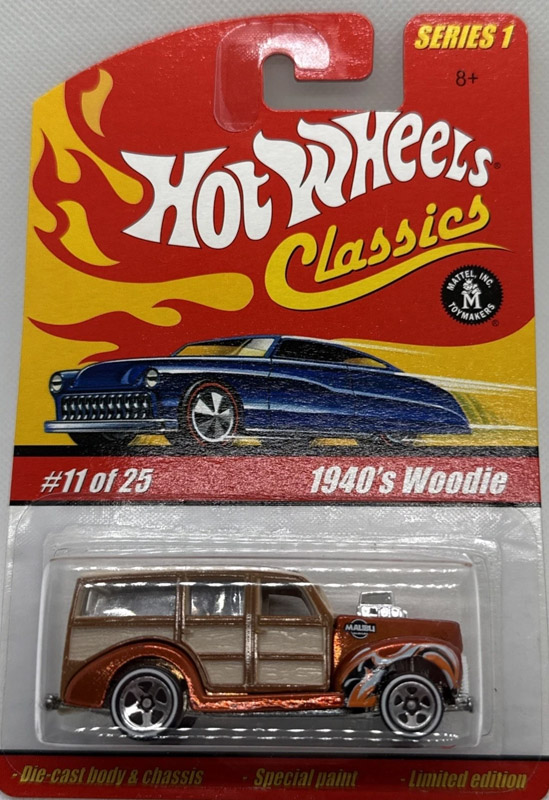 SERIES 1
8+
Hot Wheels®
Classics
MATTEL, INC.
M
TOYMAKERS
®
#11 of 25
1940's Woodie
MALIBU
- Die-cast body & chassis - Special paint - Limited edition